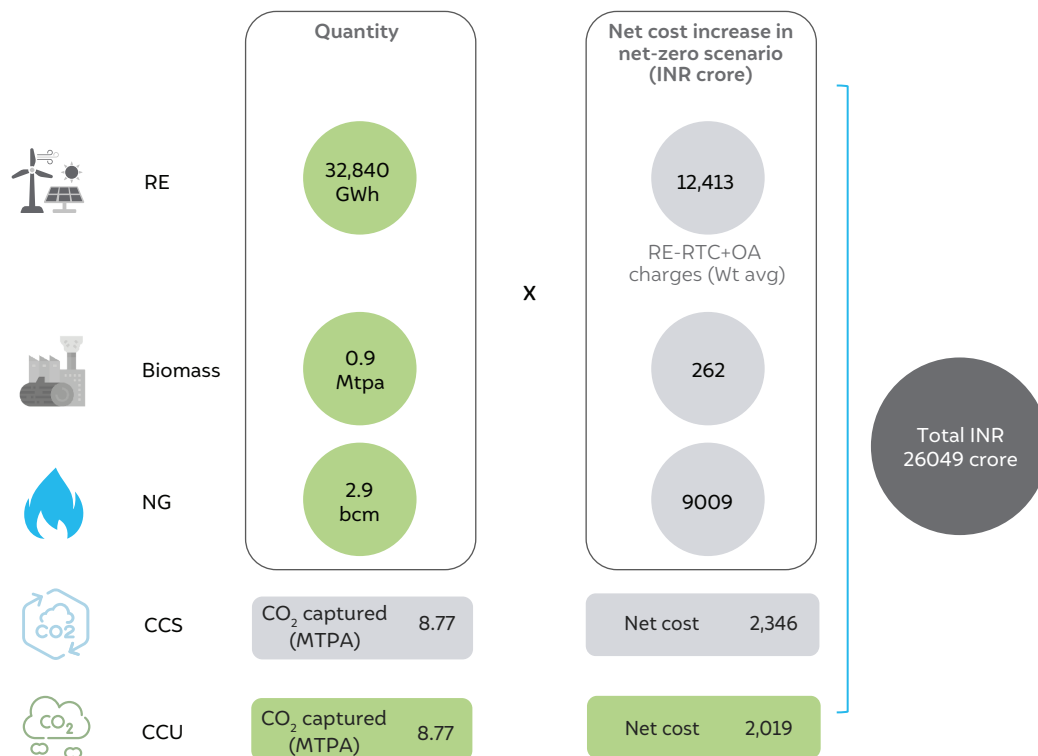 Quantity
Net cost increase in
net-zero scenario
(INR crore)
RE
32,840
GWh
12,413
RE-RTC+OA
charges (Wt avg)
X
Biomass
0.9
Mtpa
262
Total INR
26049 crore
NG
2.9
bcm
9009
CO2
CCS
CO₂ captured
(MTPA)
8.77
Net cost
2,346
CO₂
CCU
CO₂ captured
(MTPA)
8.77
Net cost
2,019